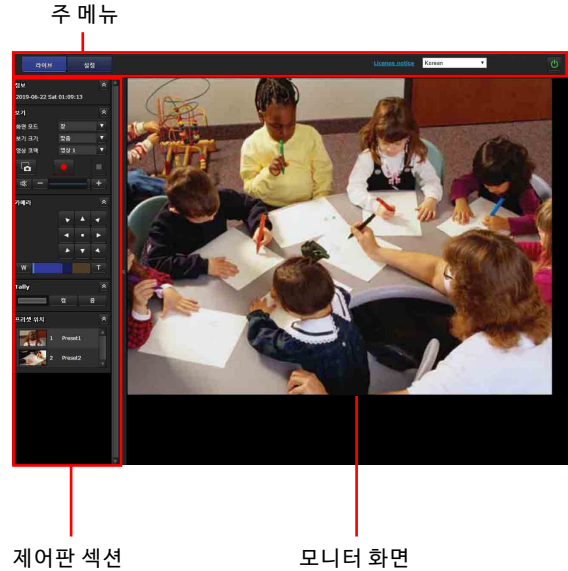 주 메뉴
라이브 설정 License notice Korean
정보
2019-06-22 Sat 01:09:13
보기
화면 모드 창
보기 크기 맞춤
영상 코덱 영상 1
카메라
W T
Tally
프리셋 위치
1 Preset1
2 Preset2
제어판 섹션 모니터 화면